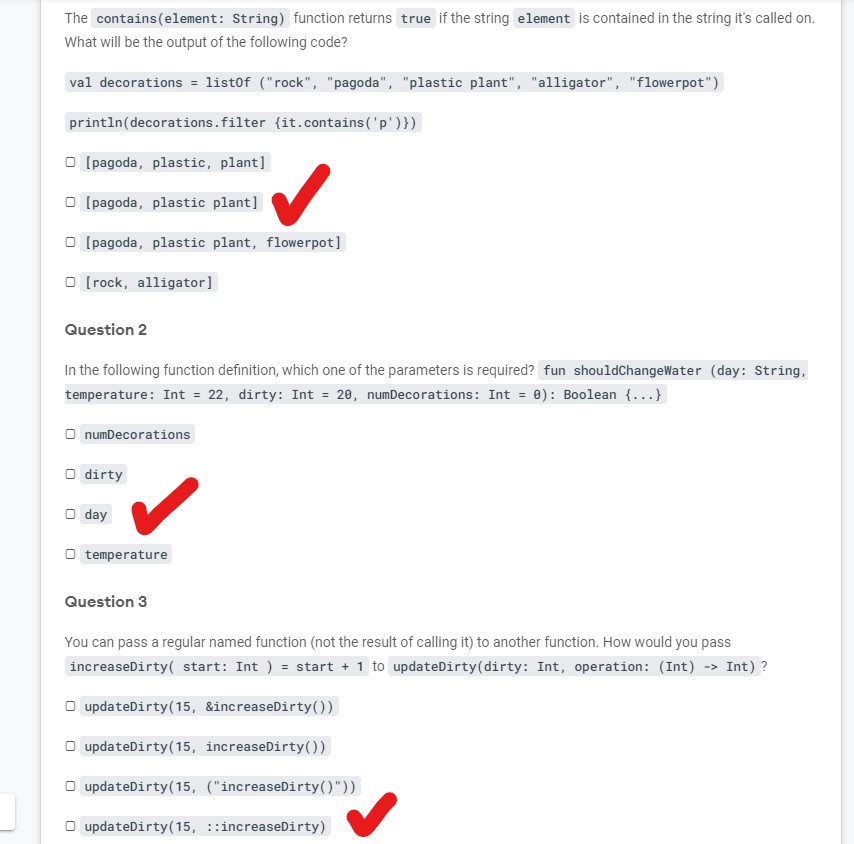 The contains(element: String) function returns true if the string element is contained in the string it's called on.
What will be the output of the following code?
val decorations = listOf ("rock", "pagoda", "plastic plant", "alligator", "flowerpot")
println(decorations.filter {it.contains('p')})
[pagoda, plastic, plant]
[pagoda, plastic plant]
[pagoda, plastic plant, flowerpot]
[rock, alligator]
Question 2
In the following function definition, which one of the parameters is required? fun shouldChangeWater (day: String,
temperature: Int = 22, dirty: Int = 20, numDecorations: Int = 0): Boolean {...}
numDecorations
dirty
day
temperature
Question 3
You can pass a regular named function (not the result of calling it) to another function. How would you pass
increaseDirty( start: Int ) = start + 1 to updateDirty(dirty: Int, operation: (Int) -> Int)?
updateDirty(15, &increaseDirty())
updateDirty(15, increaseDirty())
updateDirty(15, ("increaseDirty()"))
updateDirty(15, ::increaseDirty)